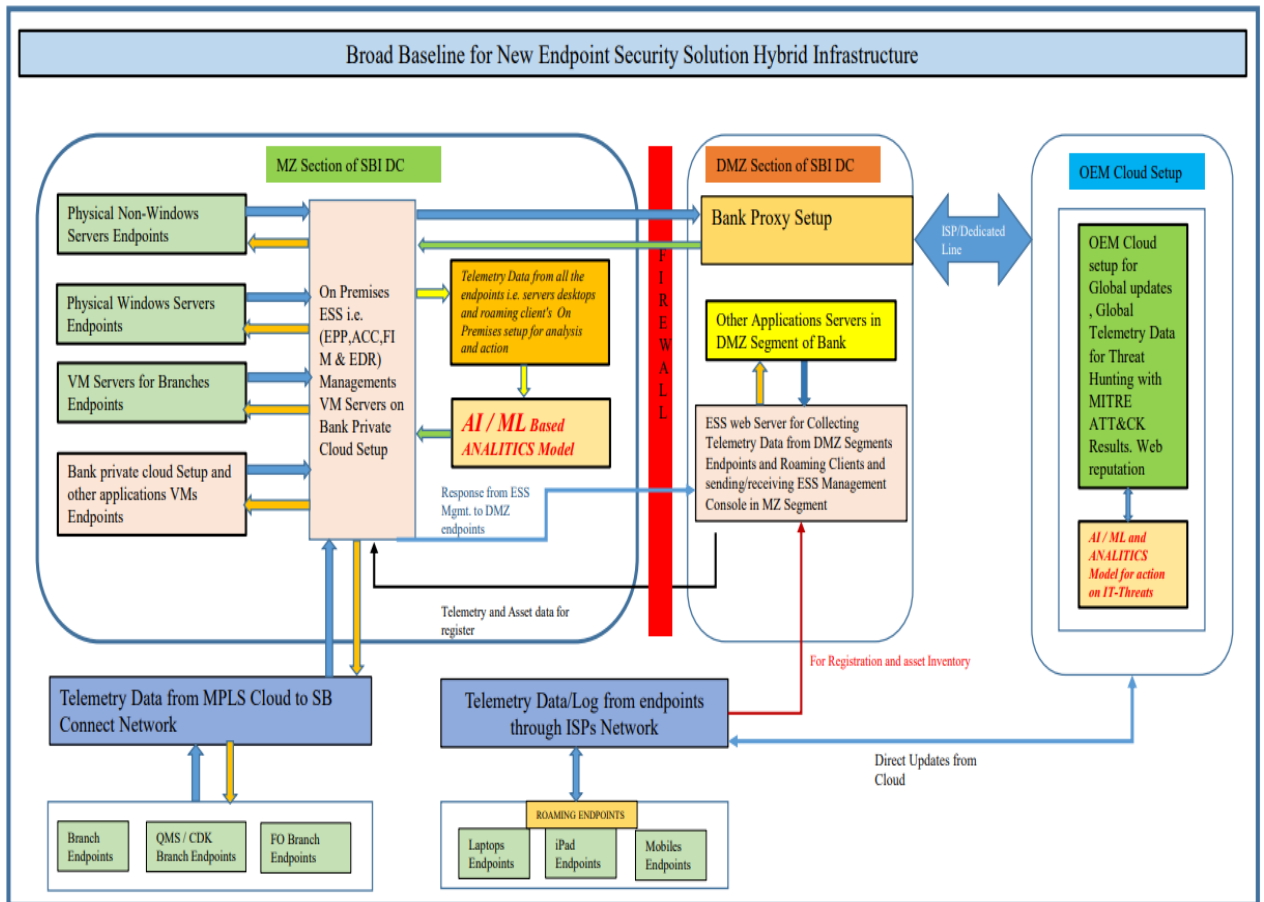 Broad Baseline for New Endpoint Security Solution Hybrid Infrastructure
MZ Section of SBI DC
Physical Non-Windows
Servers Endpoints
Physical Windows Servers
Endpoints
VM Servers for Branches
Endpoints
Bank private cloud Setup and
other applications VMs
Endpoints
On Premises
ESS i.e.
(EPP,ACC,FI
M & EDR)
Managements
VM Servers on
Bank Private
Cloud Setup
Telemetry Data from all the
endpoints i.e. servers desktops
and roaming client's On
Premises setup for analysis
and action
AI / ML Based
ANALITICS Model
Response from ESS
Mgmt. to DMZ
endpoints
Telemetry and Asset data for
register
F
I
R
E
W
A
L
L
DMZ Section of SBI DC
Bank Proxy Setup
Other Applications Servers in
DMZ Segment of Bank
ESS web Server for Collecting
Telemetry Data from DMZ Segments
Endpoints and Roaming Clients and
sending/receiving ESS Management
Console in MZ Segment
ISP/Dedicated
Line
OEM Cloud Setup
OEM Cloud
setup for
Global updates
, Global
Telemetry Data
for Threat
Hunting with
MITRE
ATT&CK
Results. Web
reputation
AI / ML and
ANALITICS
Model for action
on IT-Threats
For Registration and asset Inventory
Telemetry Data from MPLS Cloud to SB
Connect Network
Telemetry Data/Log from endpoints
through ISPs Network
Direct Updates from
Cloud
Branch
Endpoints
QMS / CDK
Branch Endpoints
FO Branch
Endpoints
ROAMING ENDPOINTS
Laptops
Endpoints
iPad
Endpoints
Mobiles
Endpoints